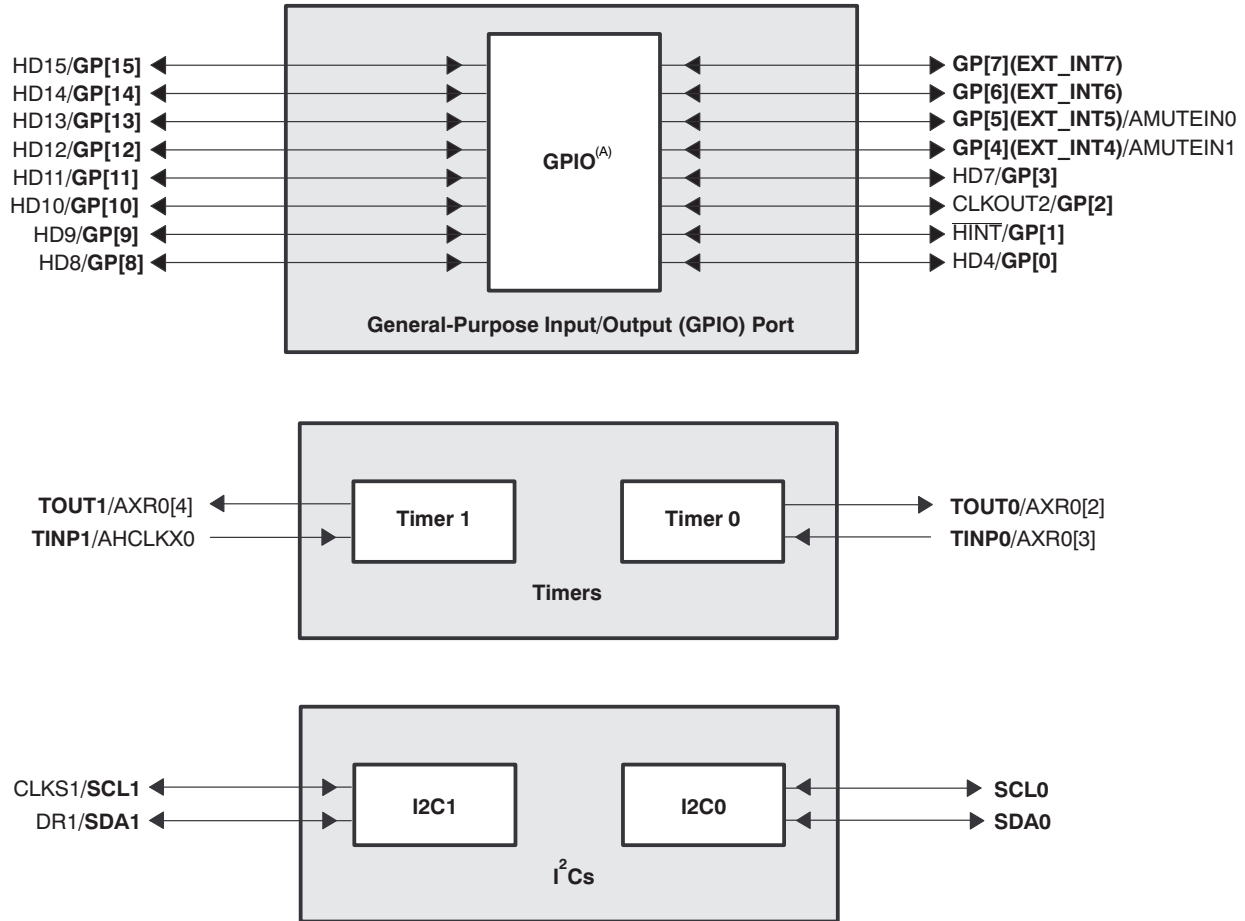 HD15/GP[15]
HD14/GP[14]
HD13/GP[13]
HD12/GP[12]
HD11/GP[11]
HD10/GP[10]
HD9/GP[9]
HD8/GP[8]
GPIO(A)
GP[7](EXT_INT7)
GP[6](EXT_INT6)
GP[5](EXT_INT5)/AMUTEIN0
GP[4](EXT_INT4)/AMUTEIN1
HD7/GP[3]
CLKOUT2/GP[2]
HINT/GP[1]
HD4/GP[0]
General-Purpose Input/Output (GPIO) Port
TOUT1/AXR0[4]
TINP1/AHCLKX0
Timer 1
Timer 0
TOUT0/AXR0[2]
TINP0/AXR0[3]
Timers
CLKS1/SCL1
DR1/SDA1
I2C1
I2C0
SCL0
SDA0
I²Cs